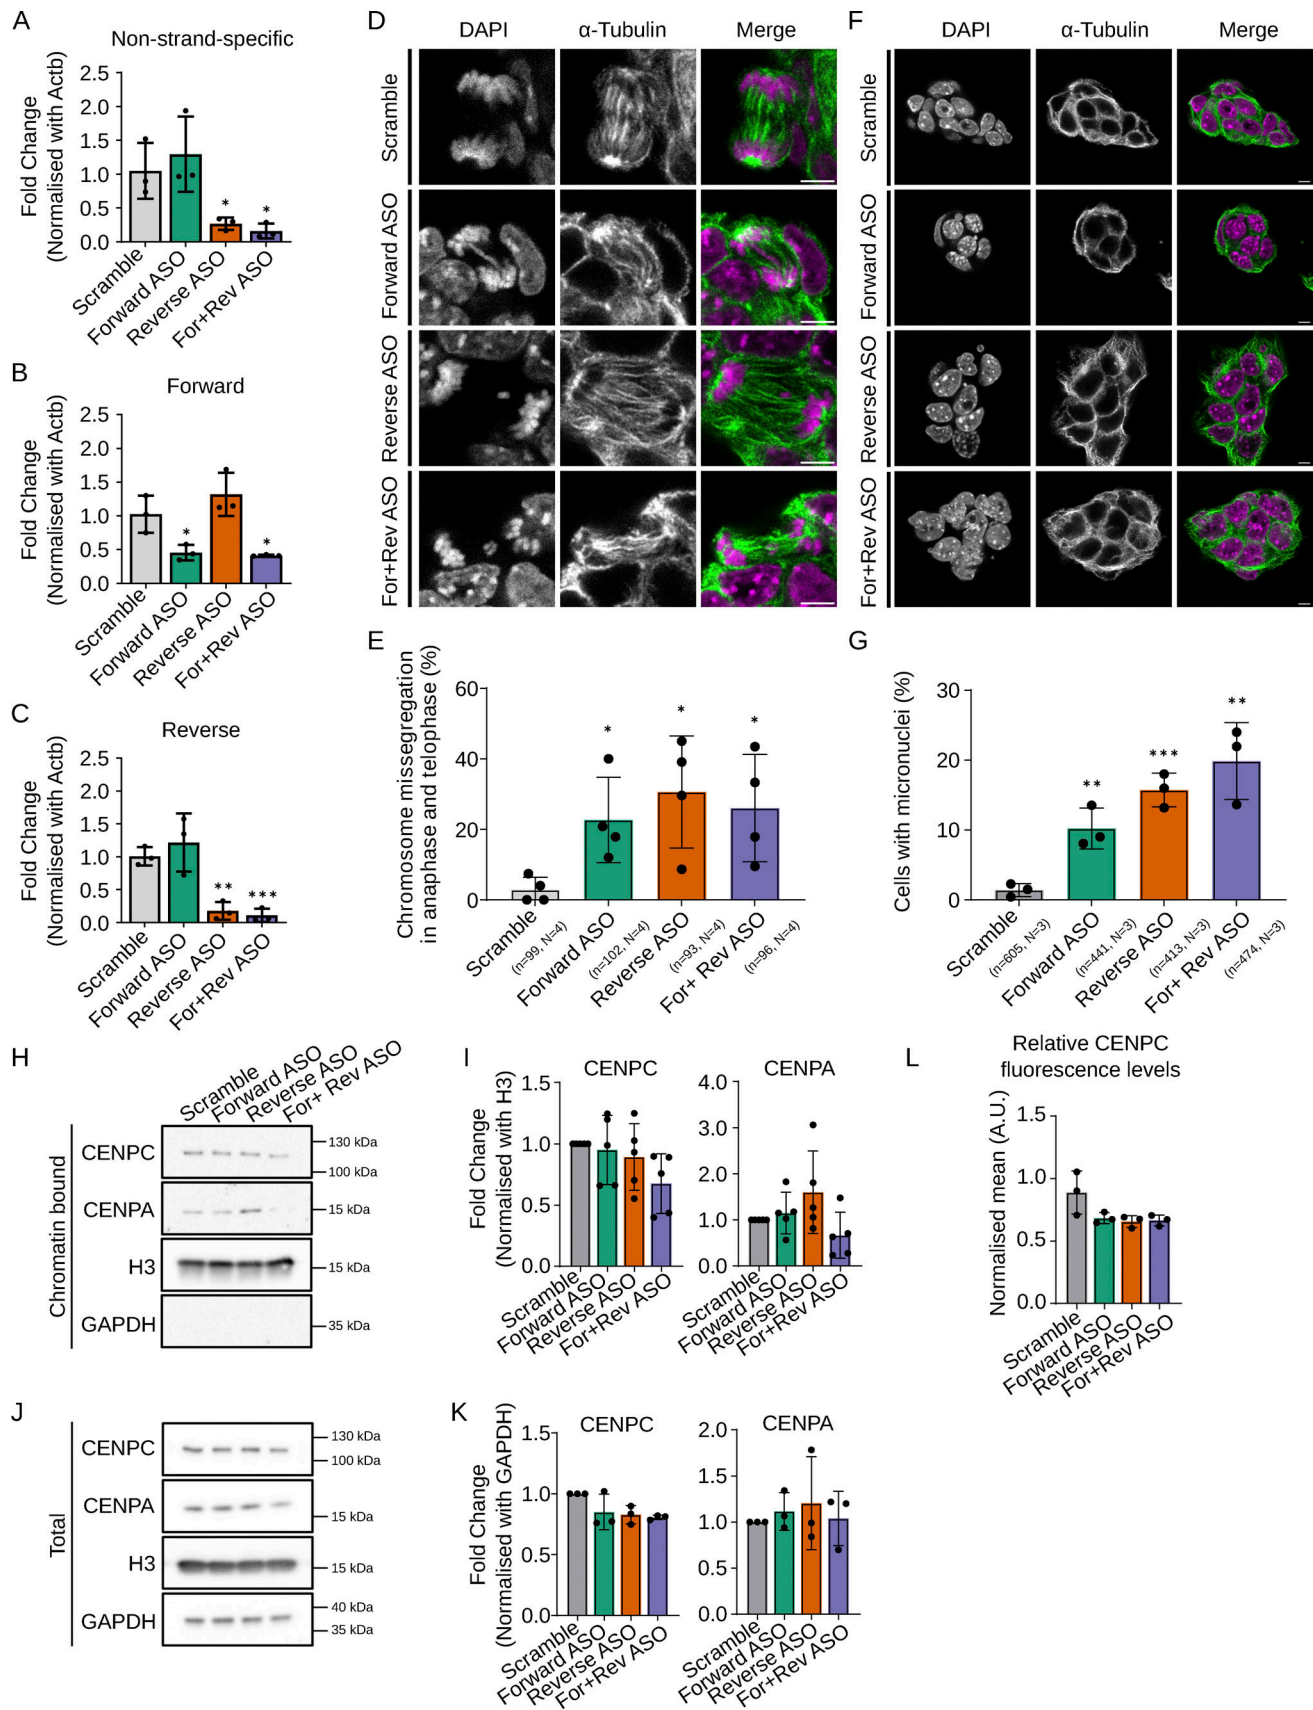 A
Non-strand-specific
Fold Change
(Normalised with Actb)
2.5
2.0
1.5
1.0
0.5
0.0
*
*
Scramble
Forward ASO
Reverse ASO
For+Rev ASO
B
Forward
Fold Change
(Normalised with Actb)
2.5
2.0
1.5
1.0
0.5
0.0
*
*
Scramble
Forward ASO
Reverse ASO
For+Rev ASO
C
Reverse
Fold Change
(Normalised with Actb)
2.5
2.0
1.5
1.0
0.5
0.0
**
***
Scramble
Forward ASO
Reverse ASO
For+Rev ASO
D
DAPI
α-Tubulin
Merge
Scramble
Forward ASO
Reverse ASO
For+Rev ASO
E
Chromosome missegregation
in anaphase and telophase (%)
60
40
20
0
*
*
*
Scramble
(n=99, N=4)
Forward ASO
(n=102, N=4)
Reverse ASO
(n=93, N=4)
For+ Rev ASO
(n=96, N=4)
F
DAPI
α-Tubulin
Merge
Scramble
Forward ASO
Reverse ASO
For+Rev ASO
G
Cells with micronuclei (%)
30
20
10
0
**
***
**
Scramble
(n=605, N=3)
Forward ASO
(n=441, N=3)
Reverse ASO
(n=413, N=3)
For+ Rev ASO
(n=474, N=3)
H
Scramble
Forward ASO
Reverse ASO
For+ Rev ASO
Chromatin bound
CENPC
130 kDa
100 kDa
CENPA
15 kDa
H3
15 kDa
GAPDH
35 kDa
I
CENPC
Fold Change
(Normalised with H3)
1.5
1.0
0.5
0.0
Scramble
Forward ASO
Reverse ASO
For+Rev ASO
CENPA
4.0
3.0
2.0
1.0
0.0
Scramble
Forward ASO
Reverse ASO
For+Rev ASO
L
Relative CENPC
fluorescence levels
Normalised mean (A.U.)
1.5
1.0
0.5
0.0
Scramble
Forward ASO
Reverse ASO
For+Rev ASO
J
Total
CENPC
130 kDa
100 kDa
CENPA
15 kDa
H3
15 kDa
GAPDH
40 kDa
35 kDa
K
CENPC
Fold Change
(Normalised with GAPDH)
1.5
1.0
0.5
0.0
Scramble
Forward ASO
Reverse ASO
For+Rev ASO
CENPA
2.0
1.5
1.0
0.5
0.0
Scramble
Forward ASO
Reverse ASO
For+Rev ASO